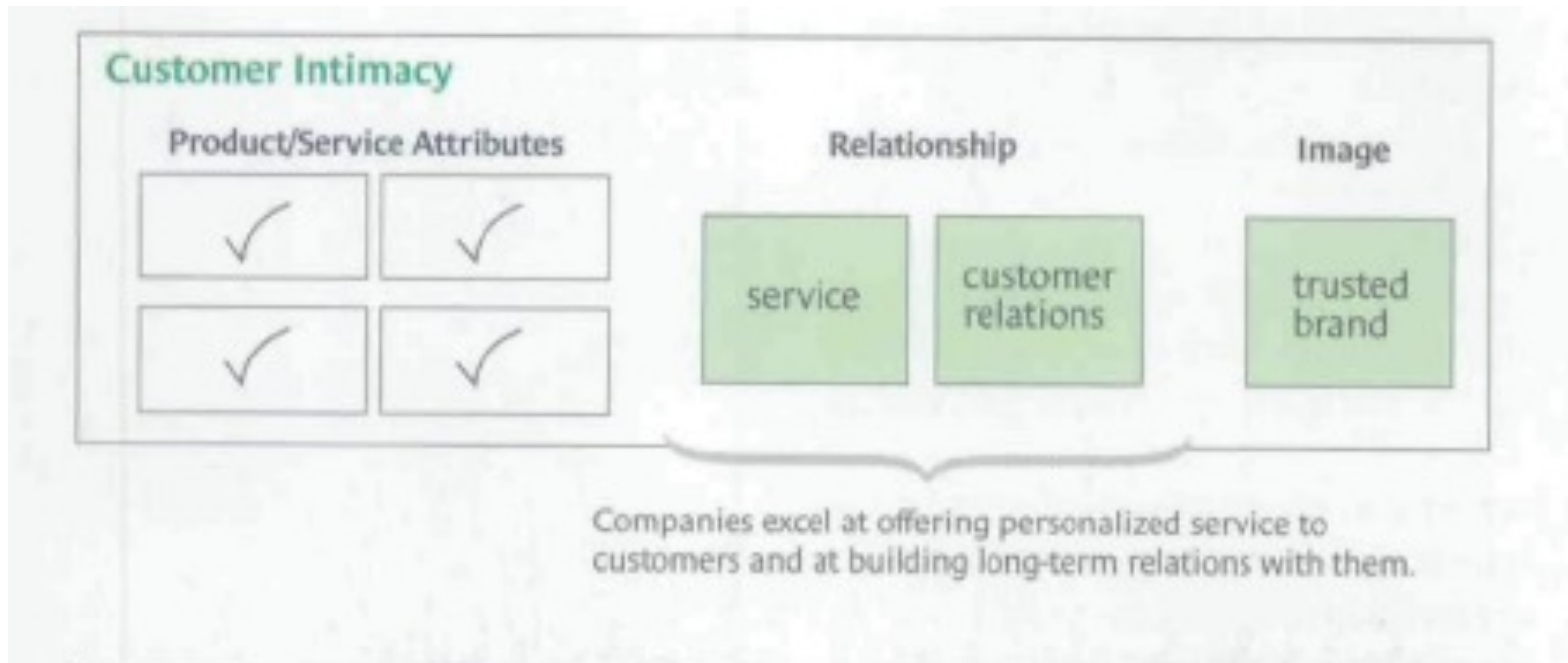 Customer Intimacy
Product/Service Attributes
Relationship
Image
service
customer
relations
trusted
brand
Companies excel at offering personalized service to
customers and at building long-term relations with them.